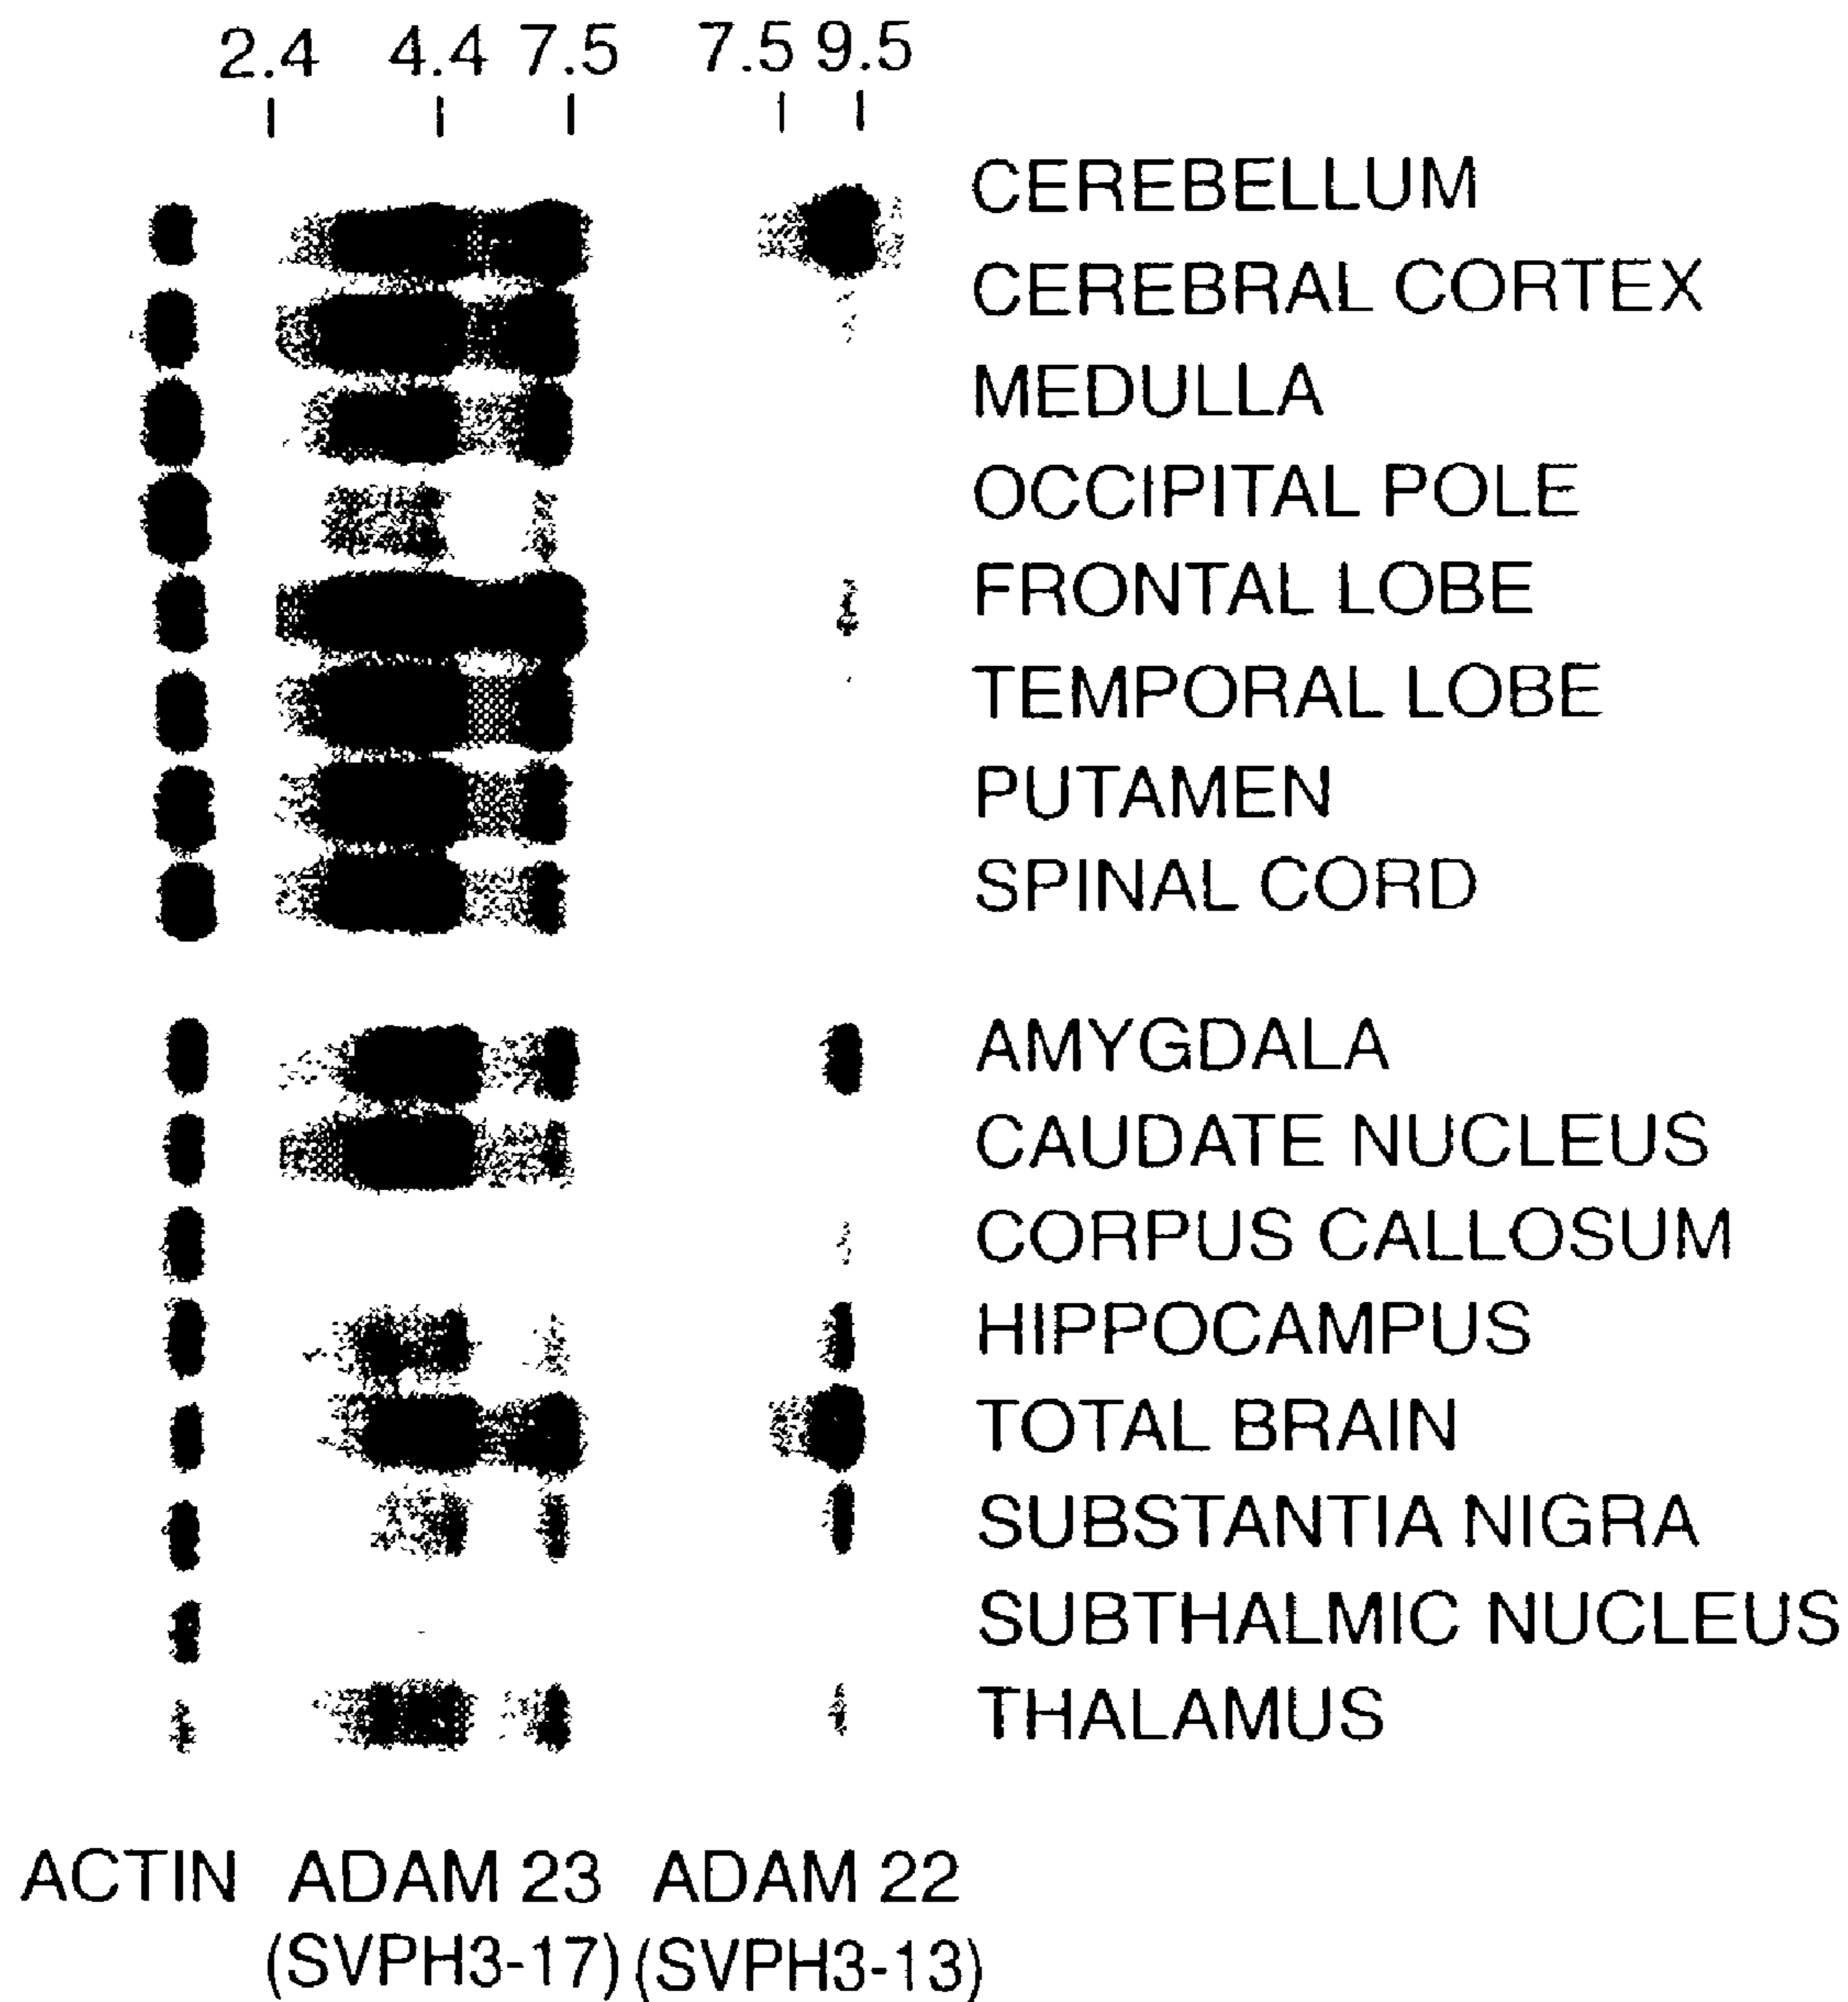 2.4 4.4 7.5 7.5 9.5
CEREBELLUM
CEREBRAL CORTEX
MEDULLA
OCCIPITAL POLE
FRONTAL LOBE
TEMPORAL LOBE
PUTAMEN
SPINAL CORD
AMYGDALA
CAUDATE NUCLEUS
CORPUS CALLOSUM
HIPPOCAMPUS
TOTAL BRAIN
SUBSTANTIA NIGRA
SUBTHALMIC NUCLEUS
THALAMUS
ACTIN ADAM 23 ADAM 22
(SVPH3-17) (SVPH3-13)